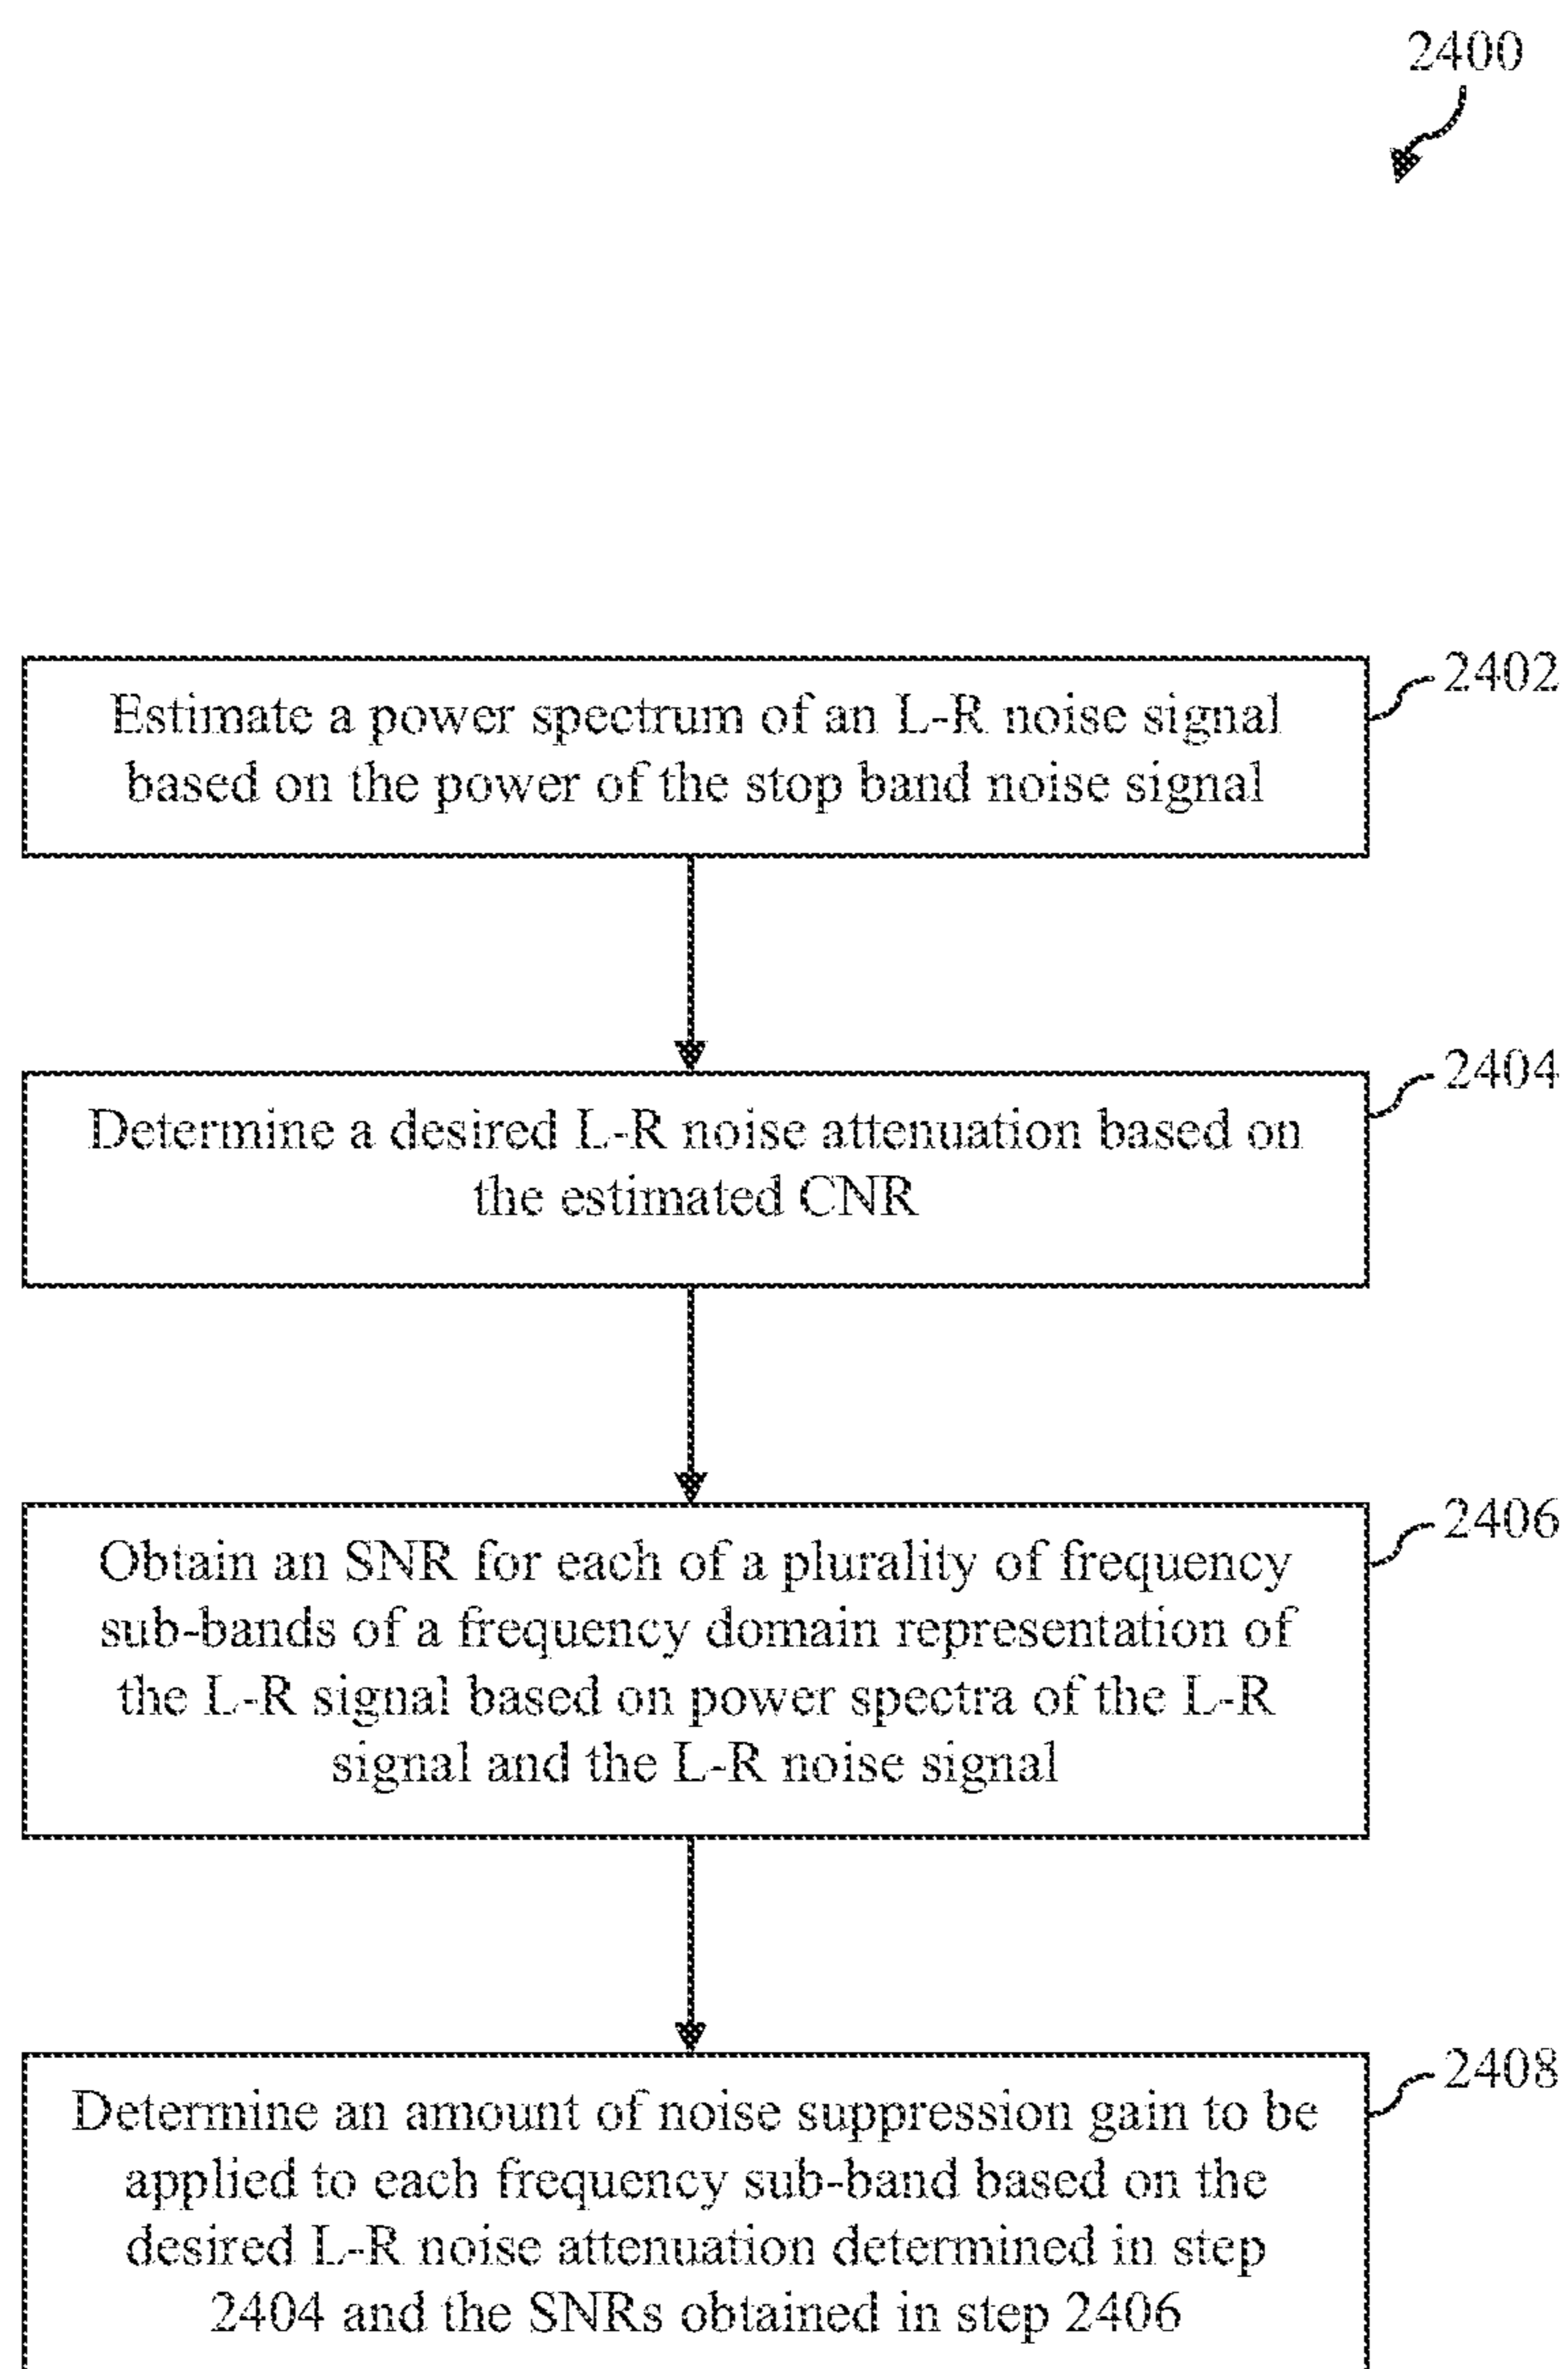 2400
2402
Estimate a power spectrum of an L-R noise signal
based on the power of the stop band noise signal
2404
Determine a desired L-R noise attenuation based on
the estimated CNR
2406
Obtain an SNR for each of a plurality of frequency
sub-bands of a frequency domain representation of
the L-R signal based on power spectra of the L-R
signal and the L-R noise signal
2408
Determine an amount of noise suppression gain to be
applied to each frequency sub-band based on the
desired L-R noise attenuation determined in step
2404 and the SNRs obtained in step 2406